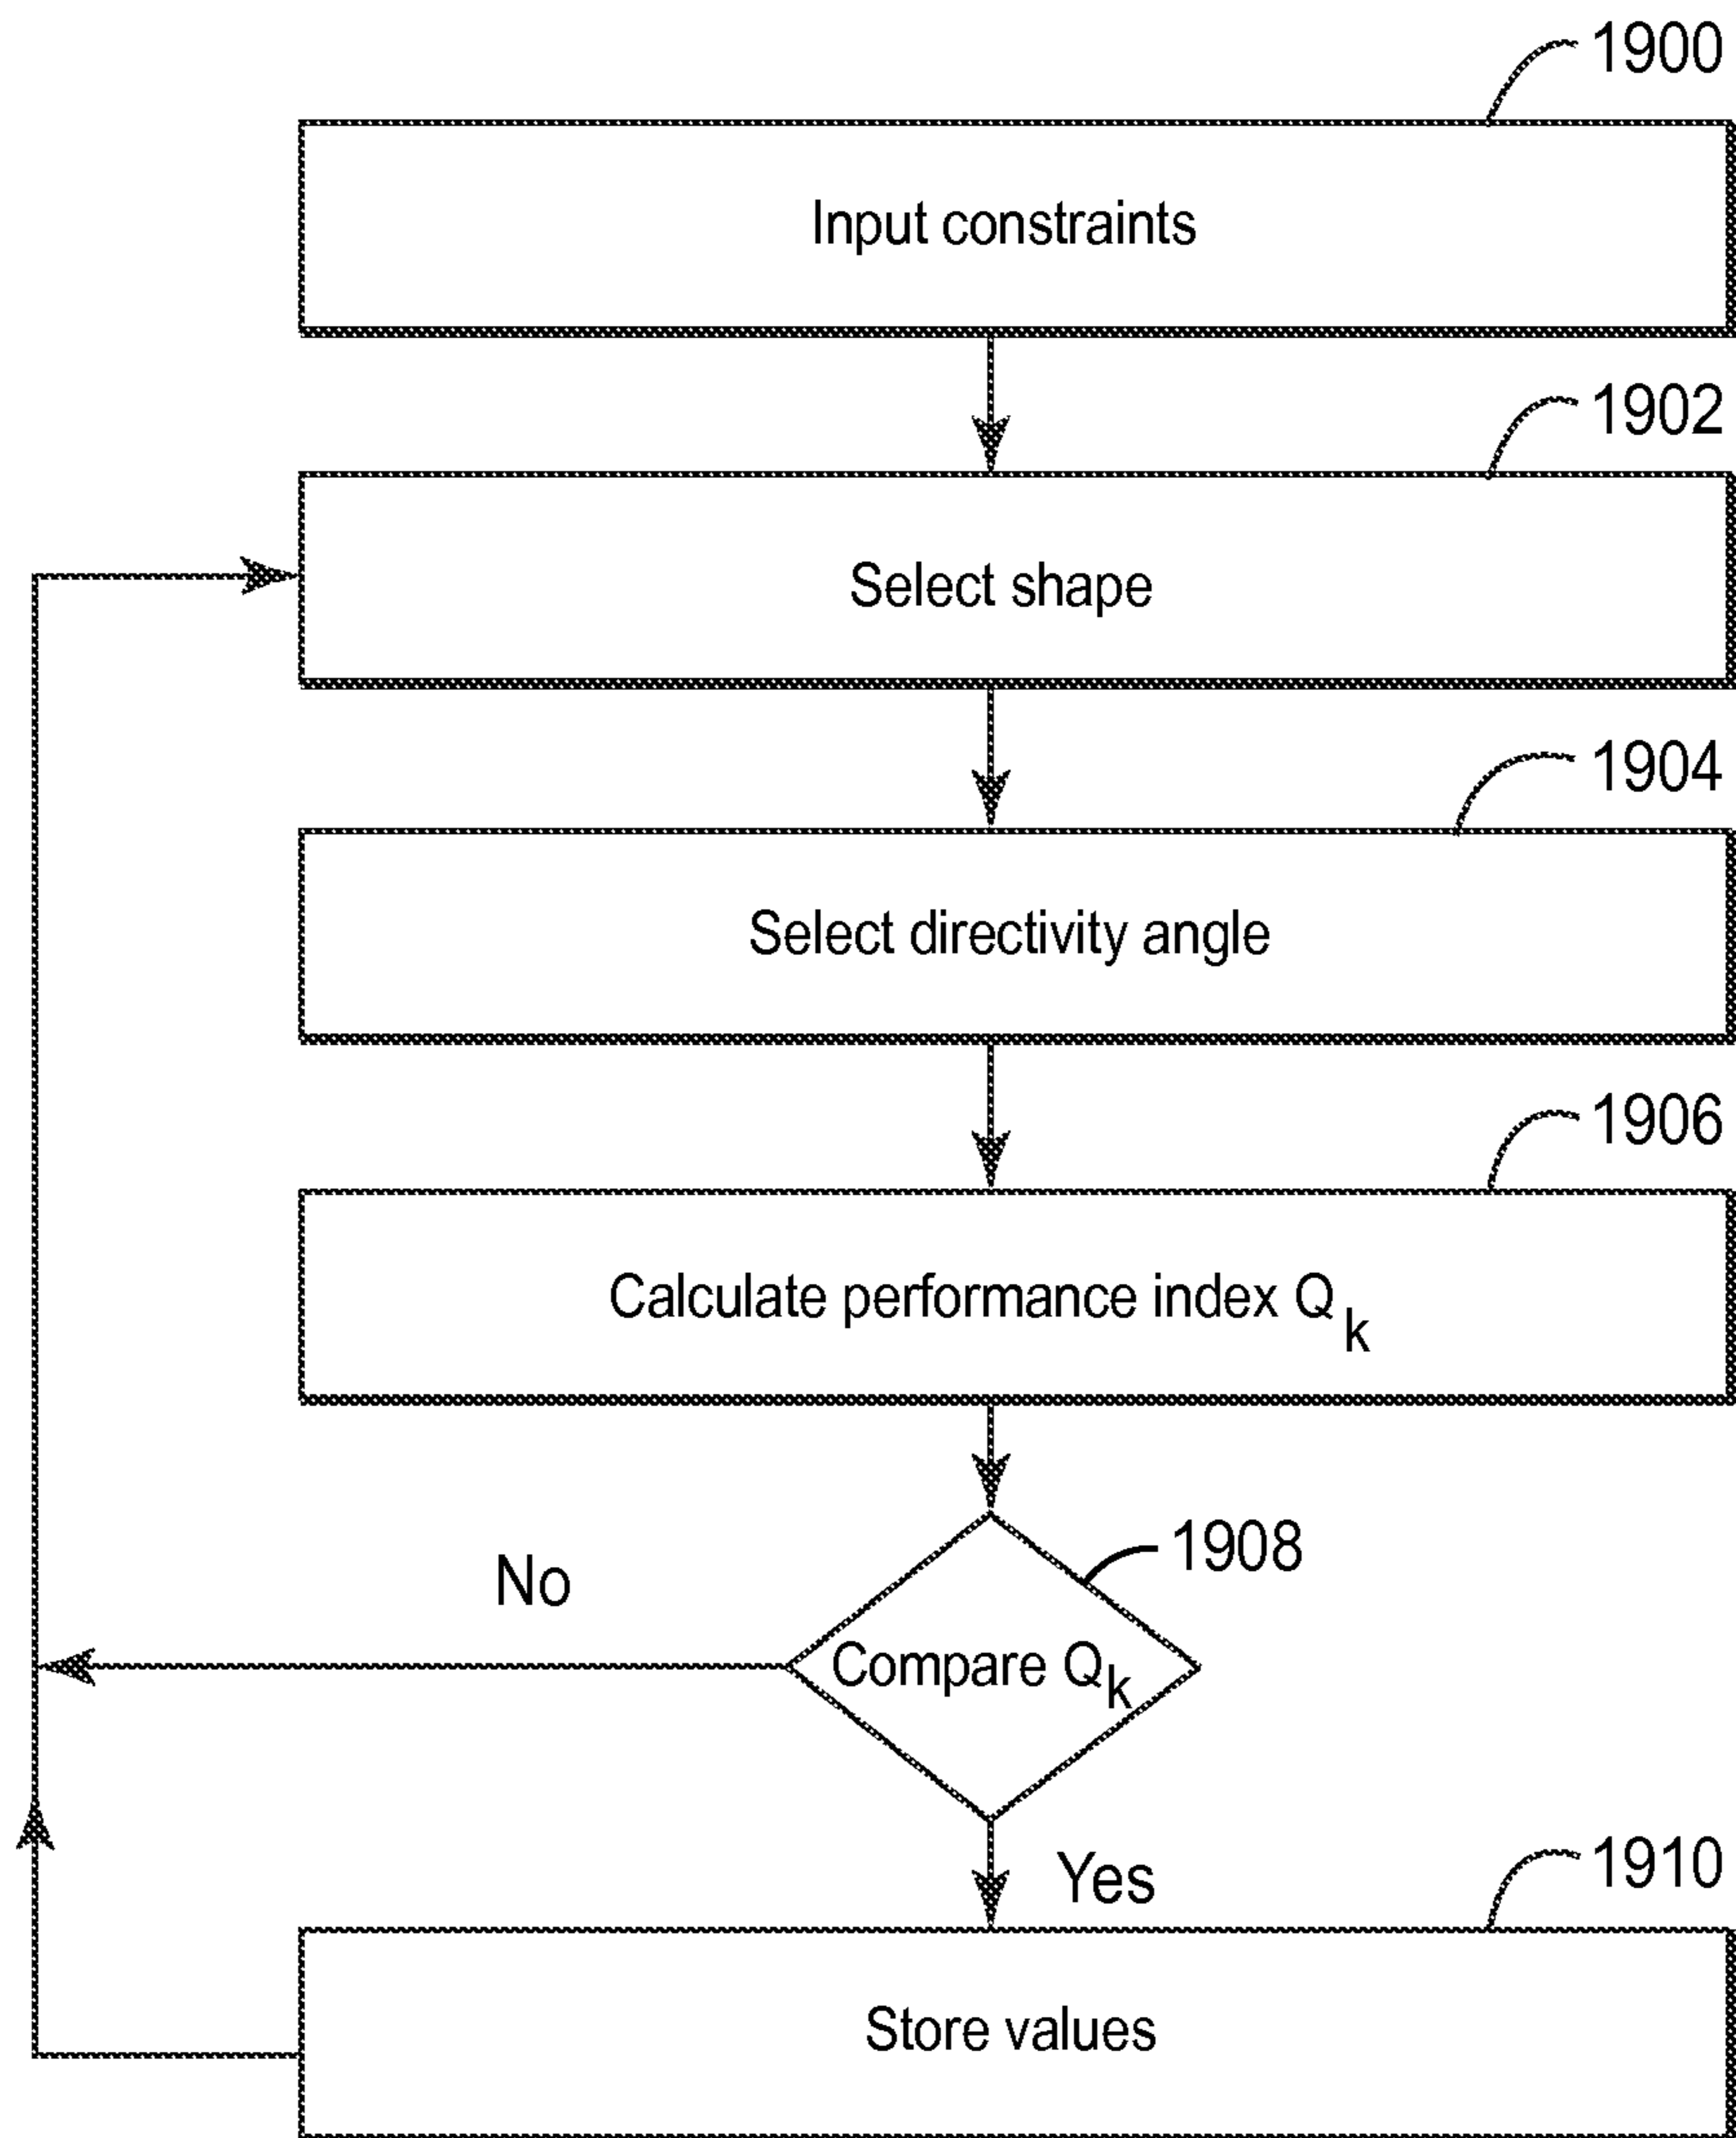 1900
Input constraints
1902
Select shape
1904
Select directivity angle
1906
Calculate performance index Qk
1908
No
Compare Qk
Yes
1910
Store values